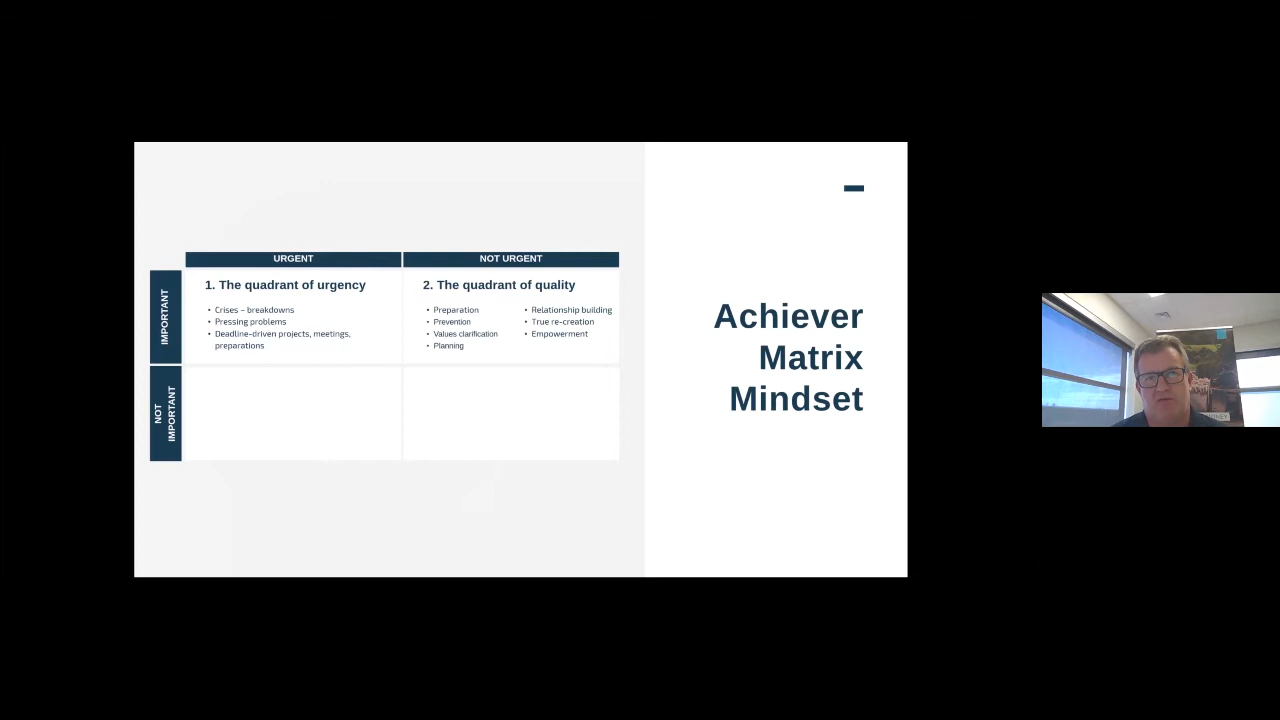 URGENT
NOT URGENT
IMPORTANT
1. The quadrant of urgency
• Crises – breakdowns
• Pressing problems
• Deadline-driven projects, meetings,
preparations
2. The quadrant of quality
• Preparation
• Prevention
• Values clarification
• Planning
• Relationship building
• True re-creation
• Empowerment
NOT
IMPORTANT
Achiever
Matrix
Mindset